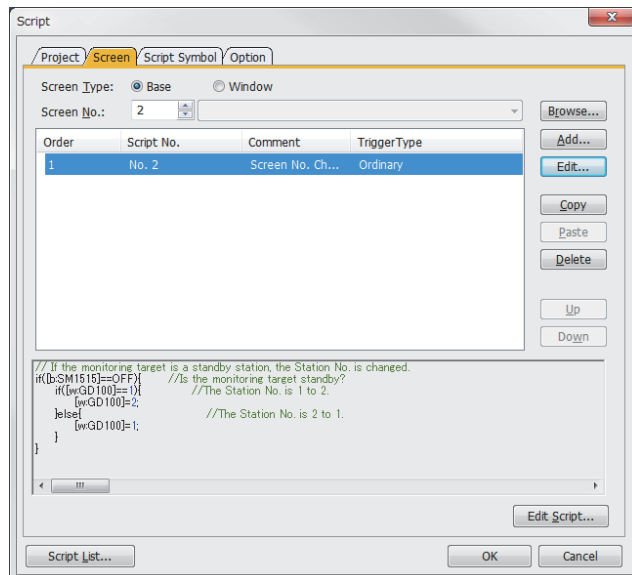 Script
Project Screen Script Symbol Option
Screen Type: Base Window
Screen No.: 2 Browse...
Order Script No. Comment TriggerType Add...
1 No. 2 Screen No. Ch... Ordinary Edit...
Copy
Paste
Delete
Up
Down
// If the monitoring target is a standby station, the Station No. is changed.
if([b:SM1515]==OFF){ //Is the monitoring target standby?
if([w:GD100]==1){ //The Station No. is 1 to 2.
[w:GD100]=2;
}else{ //The Station No. is 2 to 1.
[w:GD100]=1;
}
}
Edit Script...
Script List... OK Cancel